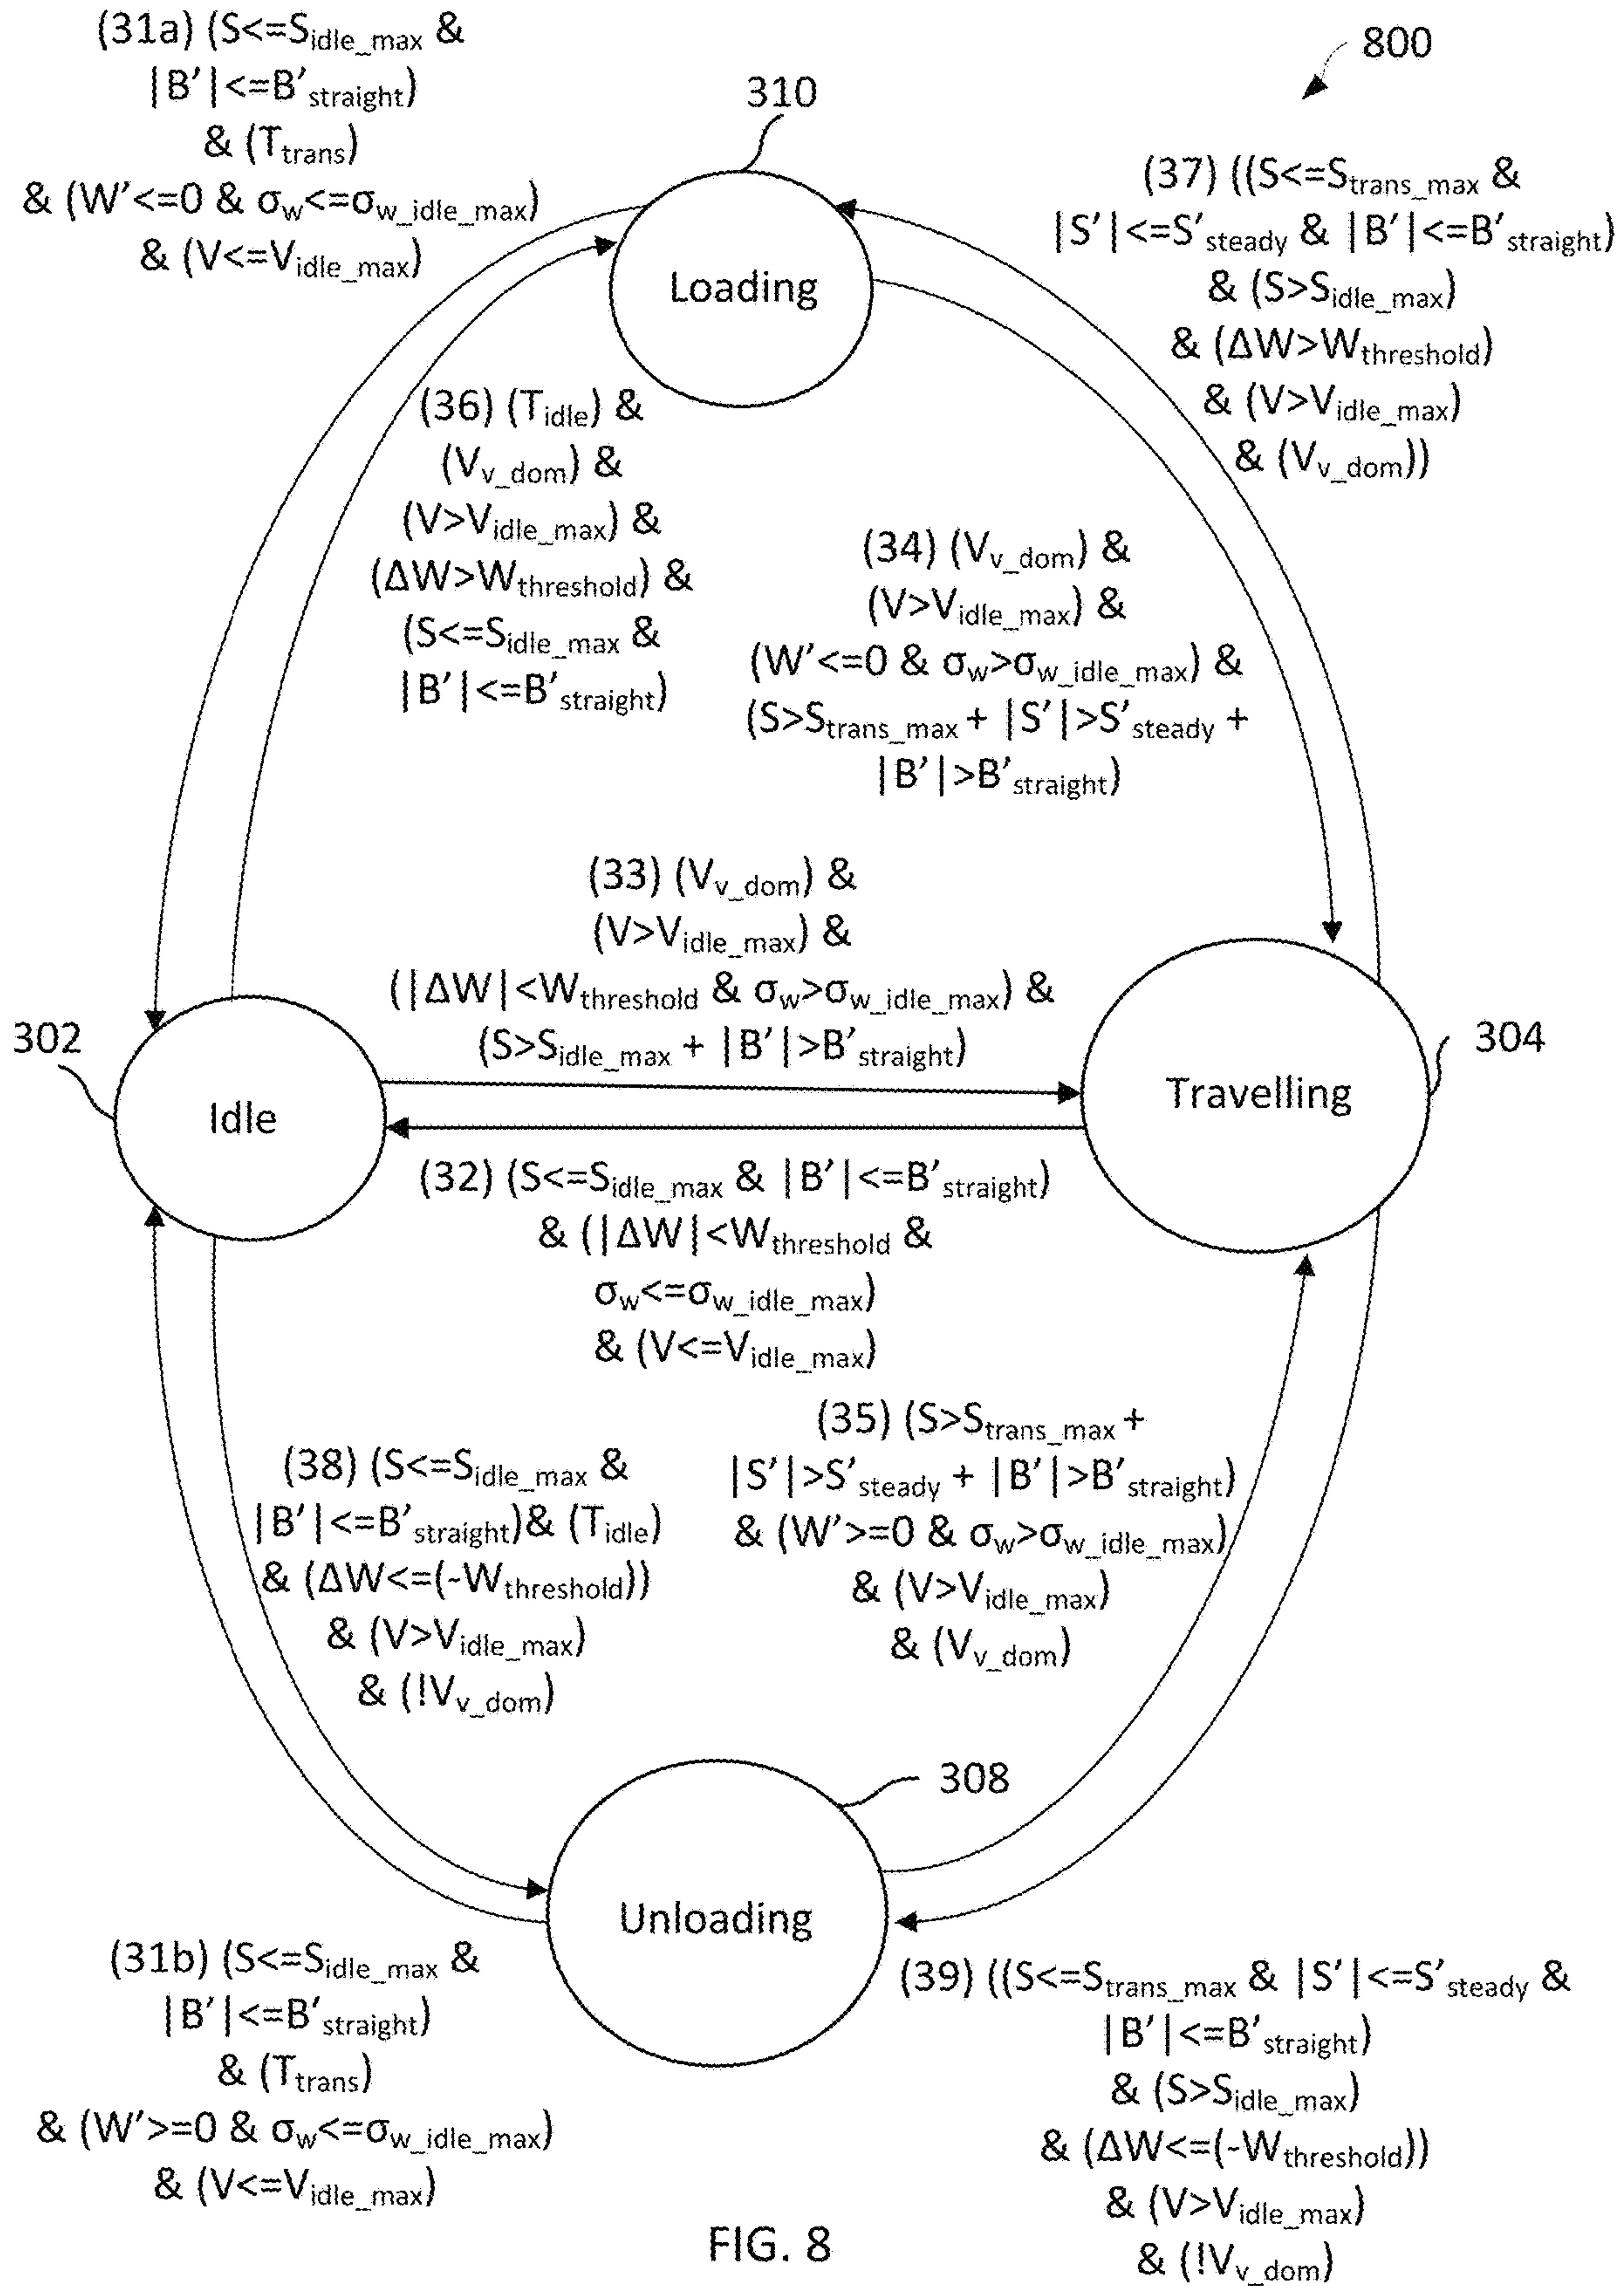 (31a) (S<=Sidle_max &
|B′|<=B′straight)
& (Ttrans)
& (W′<=0 & σw<=σw_idle_max)
& (V<=Vidle_max)
800
310
Loading
(37) ((S<=Strans_max &
|S′|<=S′steady & |B′|<=B′straight)
& (S>Sidle_max)
& (ΔW>Wthreshold)
& (V>Vidle_max)
& (Vv_dom))
(36) (Tidle) &
(Vv_dom) &
(V>Vidle_max) &
(ΔW>Wthreshold) &
(S<=Sidle_max &
|B′|<=B′straight)
(34) (Vv_dom) &
(V>Vidle_max) &
(W′<=0 & σw>σw_idle_max) &
(S>Strans_max + |S′|>S′steady +
|B′|>B′straight)
(33) (Vv_dom) &
(V>Vidle_max) &
(|ΔW|<Wthreshold & σw>σw_idle_max) &
(S>Sidle_max + |B′|>B′straight)
302
Idle
304
Travelling
(32) (S<=Sidle_max & |B′|<=B′straight)
& (|ΔW|<Wthreshold &
σw<=σw_idle_max)
& (V<=Vidle_max)
(38) (S<=Sidle_max &
|B′|<=B′straight)& (Tidle)
& (ΔW<=(-Wthreshold))
& (V>Vidle_max)
& (!Vv_dom)
(35) (S>Strans_max +
|S′|>S′steady + |B′|>B′straight)
& (W′>=0 & σw>σw_idle_max)
& (V>Vidle_max)
& (Vv_dom)
308
Unloading
(31b) (S<=Sidle_max &
|B′|<=B′straight)
& (Ttrans)
& (W′>=0 & σw<=σw_idle_max)
& (V<=Vidle_max)
(39) ((S<=Strans_max & |S′|<=S′steady &
|B′|<=B′straight)
& (S>Sidle_max)
& (ΔW<=(-Wthreshold))
& (V>Vidle_max)
& (!Vv_dom)
FIG. 8